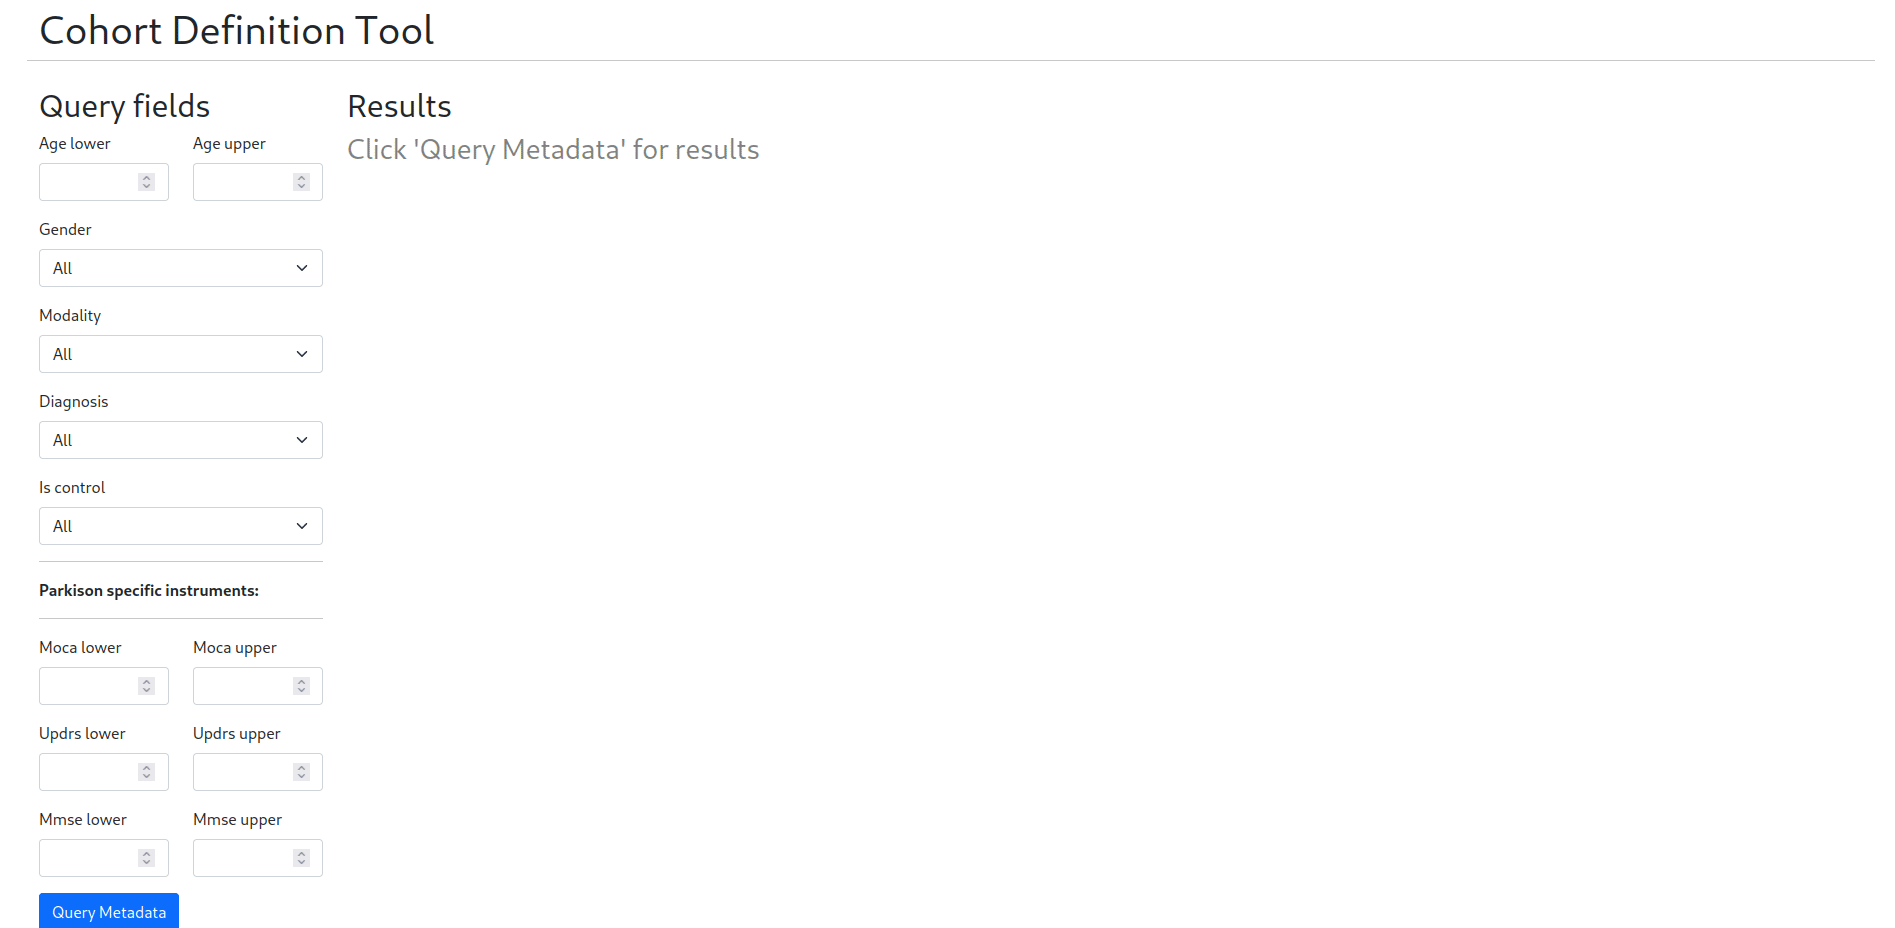 Cohort Definition Tool
Query fields
Age lower Age upper
Gender
All
Modality
All
Diagnosis
All
Is control
All
Parkison specific instruments:
Moca lower Moca upper
Updrs lower Updrs upper
Mmse lower Mmse upper
Query Metadata
Results
Click 'Query Metadata' for results